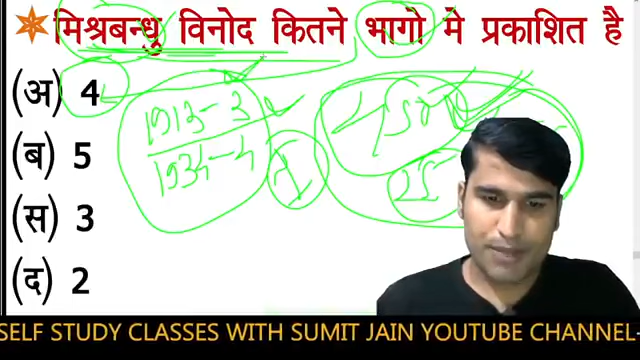 मिश्रबन्धु विनोद कितने भागो मे प्रकाशित है
(अ) 4
(ब) 5
(स) 3
(द) 2
1913 - 3
1934 - 4
SELF STUDY CLASSES WITH SUMIT JAIN YOUTUBE CHANNEL